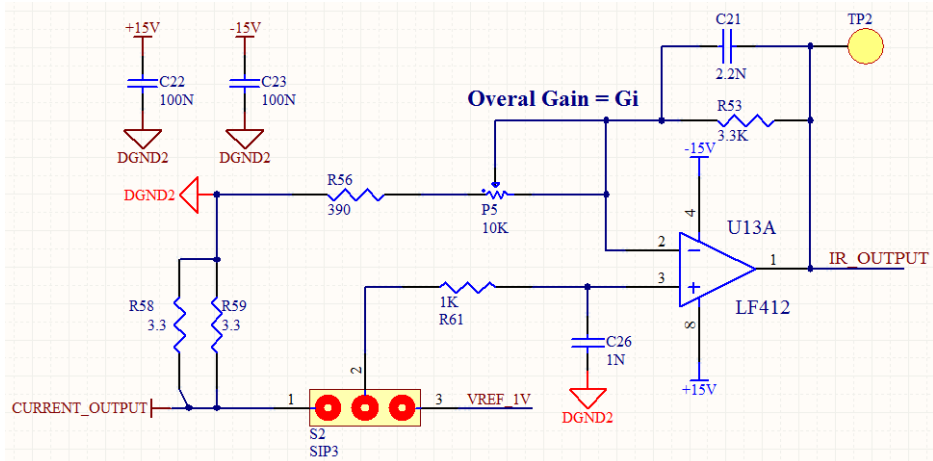 +15V
-15V
C22
100N
C23
100N
DGND2
DGND2
C21
2.2N
TP2
Overal Gain = Gi
R53
3.3K
-15V
DGND2
R56
390
P5
10K
4
U13A
2
1
IR_OUTPUT
3
LF412
8
+15V
R58
3.3
R59
3.3
1K
R61
C26
1N
DGND2
2
CURRENT_OUTPUT
1
3
VREF_1V
S2
SIP3